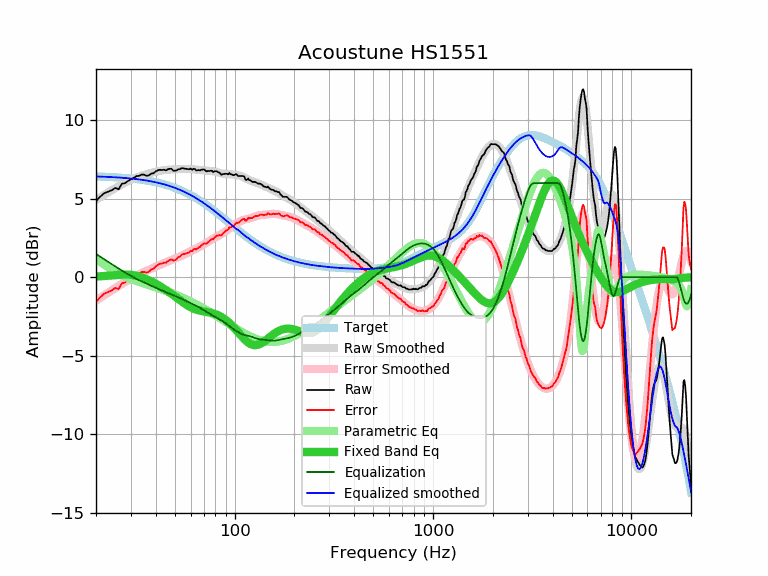 Acoustune HS1551
Amplitude (dBr)
10
5
0
−5
−10
−15
100
1000
10000
Frequency (Hz)
Target
Raw Smoothed
Error Smoothed
Raw
Error
Parametric Eq
Fixed Band Eq
Equalization
Equalized smoothed